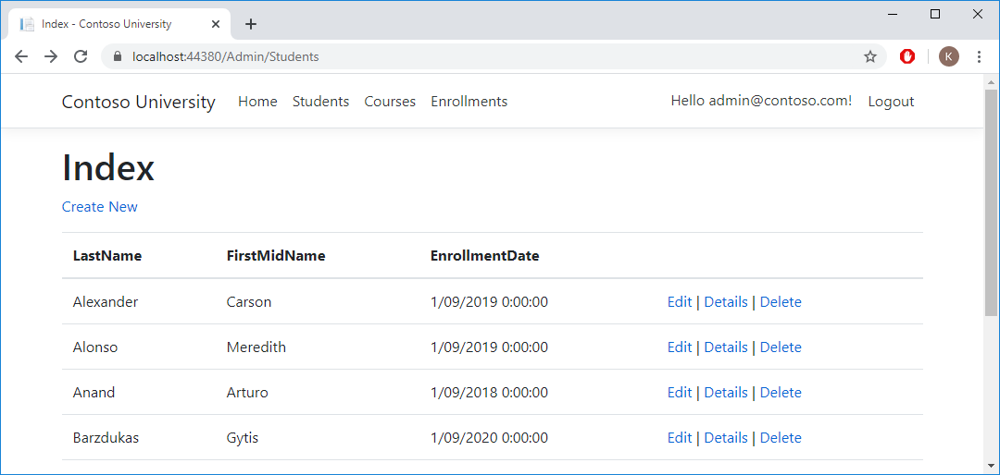 Index - Contoso University
localhost:44380/Admin/Students
K
Contoso University Home Students Courses Enrollments Hello admin@contoso.com! Logout
Index
Create New
LastName FirstMidName EnrollmentDate
Alexander Carson 1/09/2019 0:00:00 Edit | Details | Delete
Alonso Meredith 1/09/2019 0:00:00 Edit | Details | Delete
Anand Arturo 1/09/2018 0:00:00 Edit | Details | Delete
Barzdukas Gytis 1/09/2020 0:00:00 Edit | Details | Delete